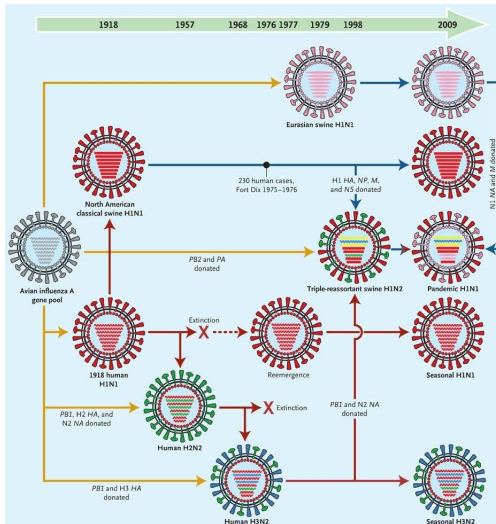 1918 1957 1968 1976 1977 1979 1998 2009
Eurasian swine H1N1
230 human cases,
Fort Dix 1975–1976
H1 HA, NP, M,
and NS donated
N1 NA and M donated
North American
classical swine H1N1
PB2 and PA
donated
Avian influenza A
gene pool
Triple-reassortant swine H1N2
Pandemic H1N1
Extinction
X
1918 human
H1N1
Reemergence
Seasonal H1N1
PB1, H2 HA, and
N2 NA donated
X Extinction
PB1 and N2 NA
donated
Human H2N2
PB1 and H3 HA
donated
Human H3N2
Seasonal H3N2